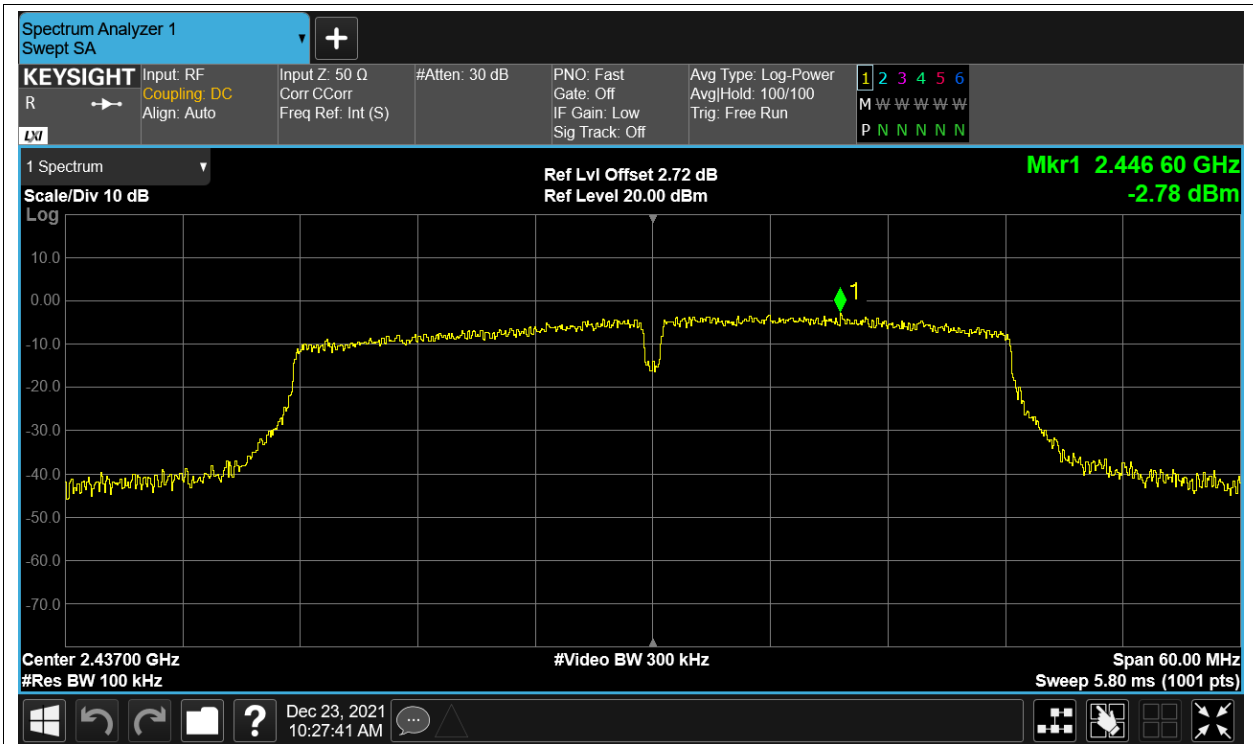 Spectrum Analyzer 1
Swept SA
+
KEYSIGHT
R
LXI
Input: RF
Coupling: DC
Align: Auto
Input Z: 50 Ω
Corr CCorr
Freq Ref: Int (S)
#Atten: 30 dB
PNO: Fast
Gate: Off
IF Gain: Low
Sig Track: Off
Avg Type: Log-Power
Avg|Hold: 100/100
Trig: Free Run
1 2 3 4 5 6
M W W W W W
P N N N N N
1 Spectrum
Scale/Div 10 dB
Log
Ref Lvl Offset 2.72 dB
Ref Level 20.00 dBm
Mkr1 2.446 60 GHz
-2.78 dBm
10.0
0.00
-10.0
-20.0
-30.0
-40.0
-50.0
-60.0
-70.0
1
Center 2.43700 GHz
#Res BW 100 kHz
#Video BW 300 kHz
Span 60.00 MHz
Sweep 5.80 ms (1001 pts)
?
Dec 23, 2021
10:27:41 AM